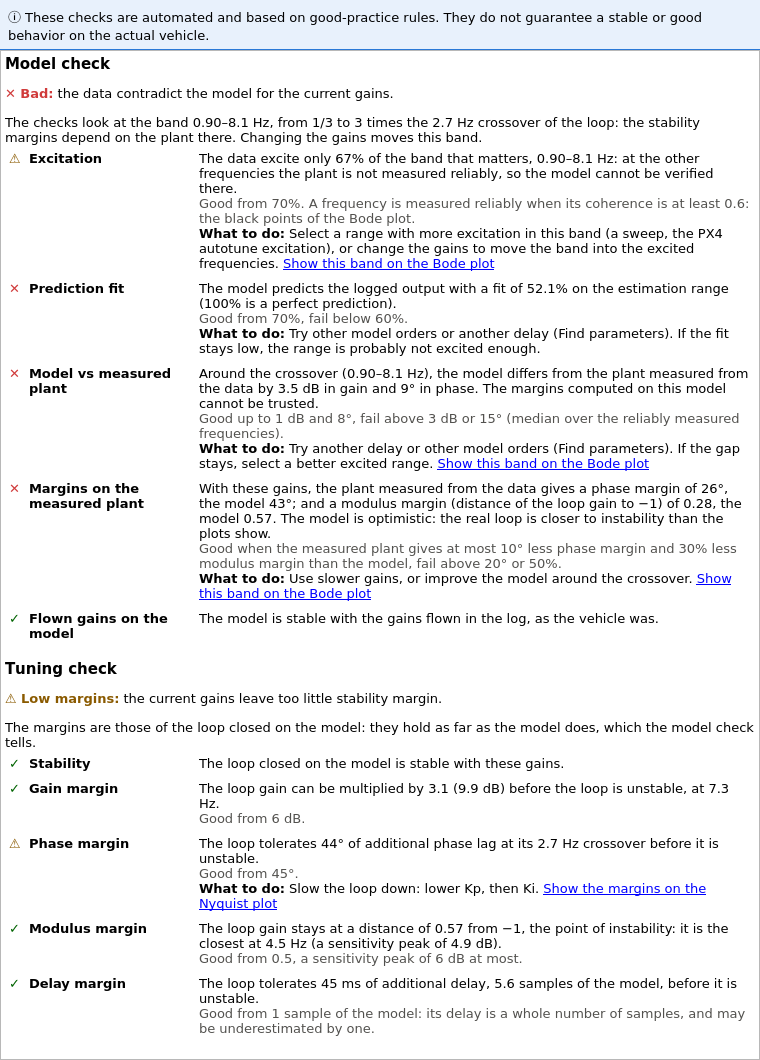 ⓘ These checks are automated and based on good-practice rules. They do not guarantee a stable or good
behavior on the actual vehicle.
Model check
✕ Bad: the data contradict the model for the current gains.
The checks look at the band 0.90–8.1 Hz, from 1/3 to 3 times the 2.7 Hz crossover of the loop: the stability
margins depend on the plant there. Changing the gains moves this band.
⚠ Excitation
The data excite only 67% of the band that matters, 0.90–8.1 Hz: at the other
frequencies the plant is not measured reliably, so the model cannot be verified
there.
Good from 70%. A frequency is measured reliably when its coherence is at least 0.6:
the black points of the Bode plot.
What to do: Select a range with more excitation in this band (a sweep, the PX4
autotune excitation), or change the gains to move the band into the excited
frequencies. Show this band on the Bode plot
✕ Prediction fit
The model predicts the logged output with a fit of 52.1% on the estimation range
(100% is a perfect prediction).
Good from 70%, fail below 60%.
What to do: Try other model orders or another delay (Find parameters). If the fit
stays low, the range is probably not excited enough.
✕ Model vs measured
plant
Around the crossover (0.90–8.1 Hz), the model differs from the plant measured from
the data by 3.5 dB in gain and 9° in phase. The margins computed on this model
cannot be trusted.
Good up to 1 dB and 8°, fail above 3 dB or 15° (median over the reliably measured
frequencies).
What to do: Try another delay or other model orders (Find parameters). If the gap
stays, select a better excited range. Show this band on the Bode plot
✕ Margins on the
measured plant
With these gains, the plant measured from the data gives a phase margin of 26°,
the model 43°; and a modulus margin (distance of the loop gain to −1) of 0.28, the
model 0.57. The model is optimistic: the real loop is closer to instability than the
plots show.
Good when the measured plant gives at most 10° less phase margin and 30% less
modulus margin than the model, fail above 20° or 50%.
What to do: Use slower gains, or improve the model around the crossover. Show
this band on the Bode plot
✓ Flown gains on the
model
The model is stable with the gains flown in the log, as the vehicle was.
Tuning check
⚠ Low margins: the current gains leave too little stability margin.
The margins are those of the loop closed on the model: they hold as far as the model does, which the model check
tells.
✓ Stability
The loop closed on the model is stable with these gains.
✓ Gain margin
The loop gain can be multiplied by 3.1 (9.9 dB) before the loop is unstable, at 7.3
Hz.
Good from 6 dB.
⚠ Phase margin
The loop tolerates 44° of additional phase lag at its 2.7 Hz crossover before it is
unstable.
Good from 45°.
What to do: Slow the loop down: lower Kp, then Ki. Show the margins on the
Nyquist plot
✓ Modulus margin
The loop gain stays at a distance of 0.57 from −1, the point of instability: it is the
closest at 4.5 Hz (a sensitivity peak of 4.9 dB).
Good from 0.5, a sensitivity peak of 6 dB at most.
✓ Delay margin
The loop tolerates 45 ms of additional delay, 5.6 samples of the model, before it is
unstable.
Good from 1 sample of the model: its delay is a whole number of samples, and may
be underestimated by one.